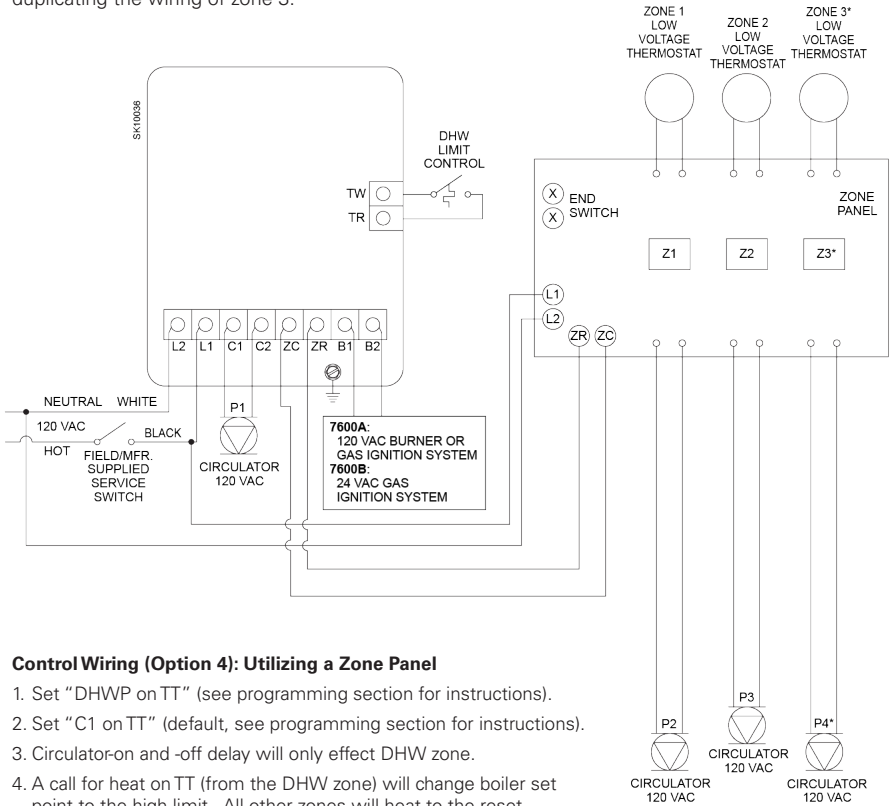 duplicating the wiring of zone 3.
ZONE 1
LOW
VOLTAGE
THERMOSTAT
ZONE 2
LOW
VOLTAGE
THERMOSTAT
ZONE 3*
LOW
VOLTAGE
THERMOSTAT
SK10036
DHW
LIMIT
CONTROL
TW
TR
X
X
END
SWITCH
ZONE
PANEL
Z1
Z2
Z3*
L1
L2
ZR
ZC
L2
L1
C1
C2
ZC
ZR
B1
B2
NEUTRAL WHITE
120 VAC
HOT
BLACK
FIELD/MFR.
SUPPLIED
SERVICE
SWITCH
P1
CIRCULATOR
120 VAC
7600A:
120 VAC BURNER OR
GAS IGNITION SYSTEM
7600B:
24 VAC GAS
IGNITION SYSTEM
Control Wiring (Option 4): Utilizing a Zone Panel
1. Set “DHWP on TT” (see programming section for instructions).
2. Set “C1 on TT” (default, see programming section for instructions).
3. Circulator-on and -off delay will only effect DHW zone.
4. A call for heat on TT (from the DHW zone) will change boiler set
point to the high limit. All other zones will heat to the reset
P2
CIRCULATOR
120 VAC
P3
CIRCULATOR
120 VAC
P4*
CIRCULATOR
120 VAC